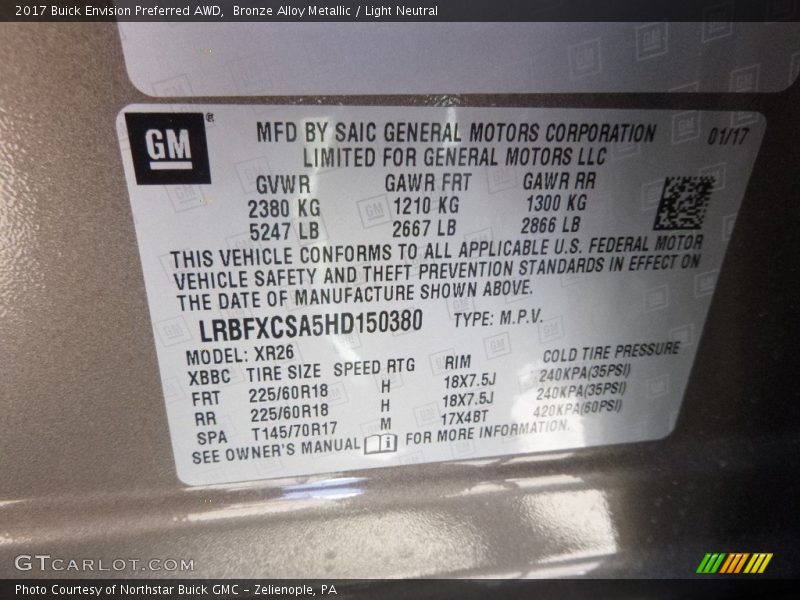 2017 Buick Envision Preferred AWD, Bronze Alloy Metallic / Light Neutral
GM ®
MFD BY SAIC GENERAL MOTORS CORPORATION 01/17
LIMITED FOR GENERAL MOTORS LLC
GVWR GAWR FRT GAWR RR
2380 KG 1210 KG 1300 KG
5247 LB 2667 LB 2866 LB
THIS VEHICLE CONFORMS TO ALL APPLICABLE U.S. FEDERAL MOTOR
VEHICLE SAFETY AND THEFT PREVENTION STANDARDS IN EFFECT ON
THE DATE OF MANUFACTURE SHOWN ABOVE.
LRBFXCSA5HD150380 TYPE: M.P.V.
MODEL: XR26
XBBC TIRE SIZE SPEED RTG RIM COLD TIRE PRESSURE
FRT 225/60R18 H 18X7.5J 240KPA(35PSI)
RR 225/60R18 H 18X7.5J 240KPA(35PSI)
SPA T145/70R17 M 17X4BT 420KPA(60PSI)
SEE OWNER'S MANUAL i FOR MORE INFORMATION.
GTCARLOT.COM
Photo Courtesy of Northstar Buick GMC - Zelienople, PA